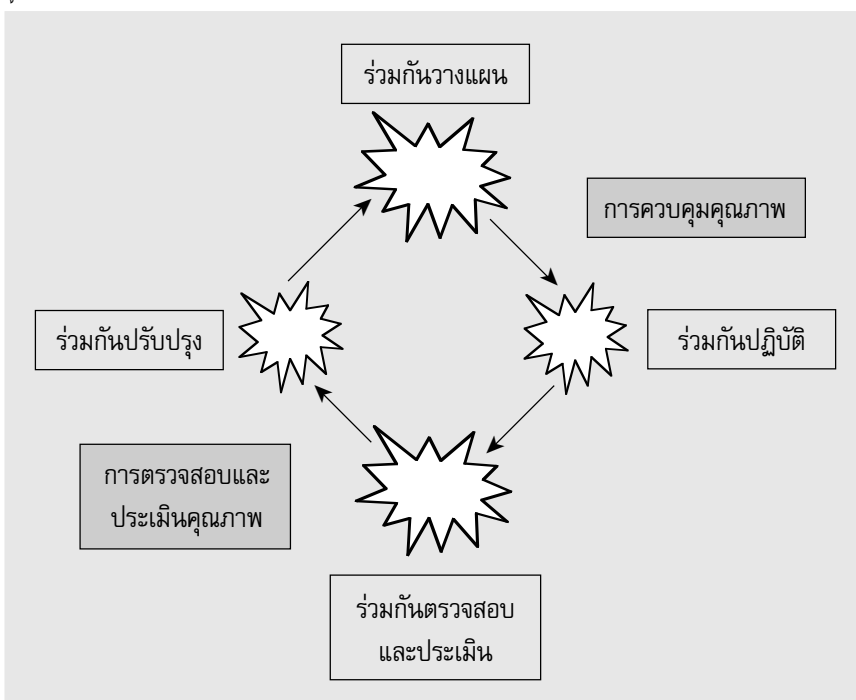 ร่วมกันวางแผน
การควบคุมคุณภาพ
ร่วมกันปรับปรุง
ร่วมกันปฏิบัติ
การตรวจสอบและ
ประเมินคุณภาพ
ร่วมกันตรวจสอบ
และประเมิน